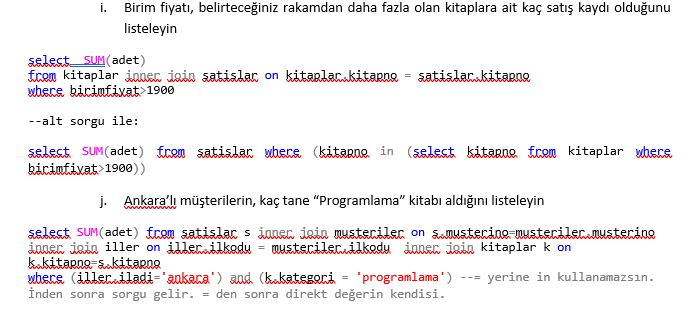 i. Birim fiyatı, belirteceğiniz rakamdan daha fazla olan kitaplara ait kaç satış kaydı olduğunu
listeleyin
select SUM(adet)
from kitaplar inner join satislar on kitaplar.kitapno = satislar.kitapno
where birimfiyat>1900
--alt sorgu ile:
select SUM(adet) from satislar where (kitapno in (select kitapno from kitaplar where
birimfiyat>1900))
j. Ankara’lı müşterilerin, kaç tane “Programlama” kitabı aldığını listeleyin
select SUM(adet) from satislar s inner join musteriler on s.musterino=musteriler.musterino
inner join iller on iller.ilkodu = musteriler.ilkodu inner join kitaplar k on
k.kitapno=s.kitapno
where (iller.iladi='ankara') and (k.kategori = 'programlama') --= yerine in kullanamazsın.
İnden sonra sorgu gelir. = den sonra direkt değerin kendisi.